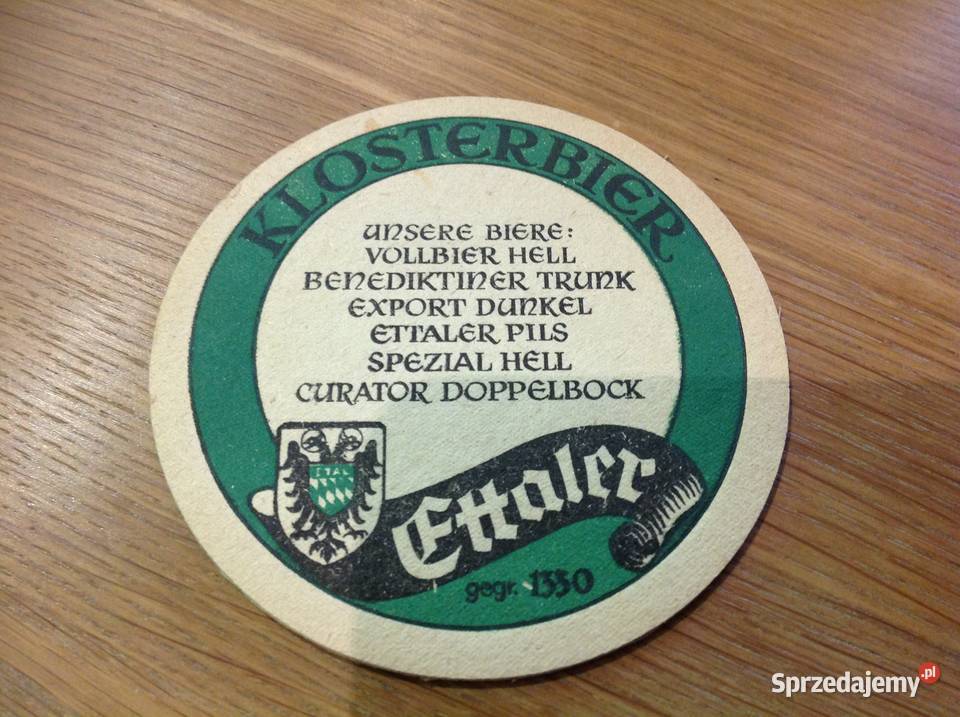 KLOSTERBIER
UNSERE BIERE:
VOLLBIER HELL
BENEDIKTINER TRUNK
EXPORT DUNKEL
ETTALER PILS
SPEZIAL HELL
CURATOR DOPPELBOCK
ETAL
Ettaler
gegr. 1330
Sprzedajemy.pl